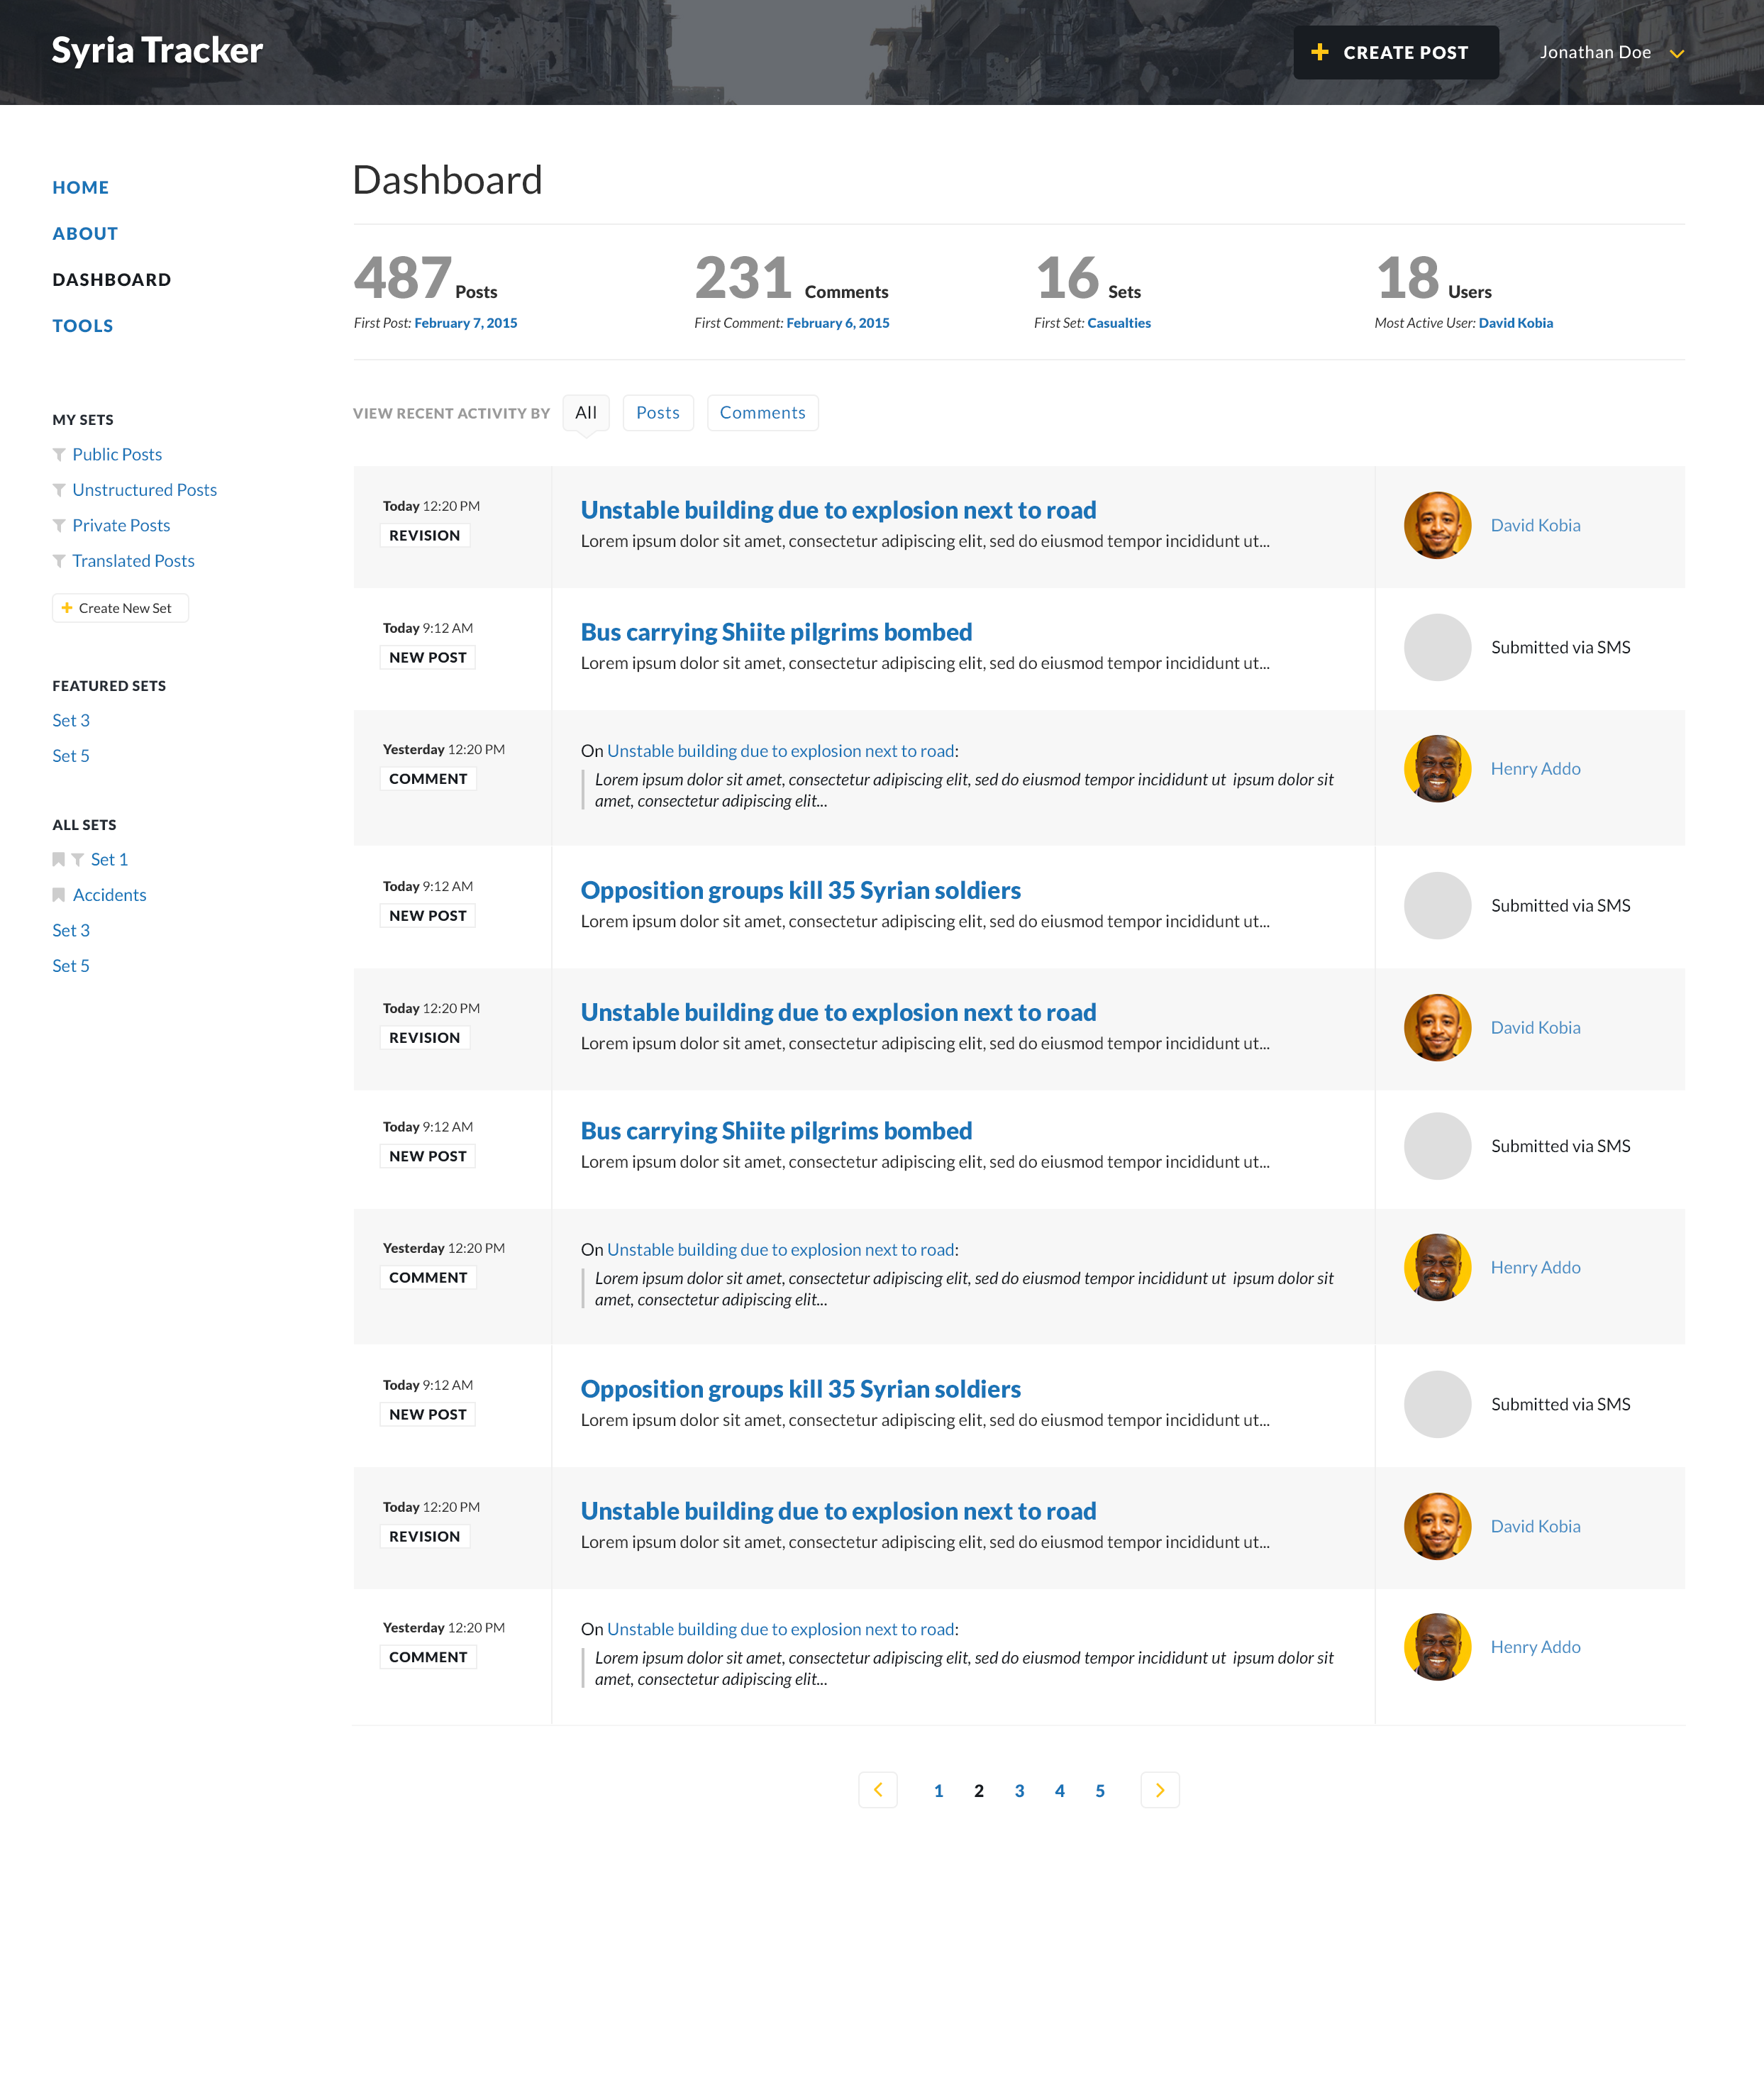 Syria Tracker
CREATE POST
Jonathan Doe
HOME
ABOUT
DASHBOARD
TOOLS
MY SETS
Public Posts
Unstructured Posts
Private Posts
Translated Posts
Create New Set
FEATURED SETS
Set 3
Set 5
ALL SETS
Set 1
Accidents
Set 3
Set 5
Dashboard
487 Posts
First Post: February 7, 2015
231 Comments
First Comment: February 6, 2015
16 Sets
First Set: Casualties
18 Users
Most Active User: David Kobia
VIEW RECENT ACTIVITY BY All Posts Comments
Today 12:20 PM
REVISION
Unstable building due to explosion next to road
Lorem ipsum dolor sit amet, consectetur adipiscing elit, sed do eiusmod tempor incididunt ut...
David Kobia
Today 9:12 AM
NEW POST
Bus carrying Shiite pilgrims bombed
Lorem ipsum dolor sit amet, consectetur adipiscing elit, sed do eiusmod tempor incididunt ut...
Submitted via SMS
Yesterday 12:20 PM
COMMENT
On Unstable building due to explosion next to road:
Lorem ipsum dolor sit amet, consectetur adipiscing elit, sed do eiusmod tempor incididunt ut ipsum dolor sit
amet, consectetur adipiscing elit...
Henry Addo
Today 9:12 AM
NEW POST
Opposition groups kill 35 Syrian soldiers
Lorem ipsum dolor sit amet, consectetur adipiscing elit, sed do eiusmod tempor incididunt ut...
Submitted via SMS
Today 12:20 PM
REVISION
Unstable building due to explosion next to road
Lorem ipsum dolor sit amet, consectetur adipiscing elit, sed do eiusmod tempor incididunt ut...
David Kobia
Today 9:12 AM
NEW POST
Bus carrying Shiite pilgrims bombed
Lorem ipsum dolor sit amet, consectetur adipiscing elit, sed do eiusmod tempor incididunt ut...
Submitted via SMS
Yesterday 12:20 PM
COMMENT
On Unstable building due to explosion next to road:
Lorem ipsum dolor sit amet, consectetur adipiscing elit, sed do eiusmod tempor incididunt ut ipsum dolor sit
amet, consectetur adipiscing elit...
Henry Addo
Today 9:12 AM
NEW POST
Opposition groups kill 35 Syrian soldiers
Lorem ipsum dolor sit amet, consectetur adipiscing elit, sed do eiusmod tempor incididunt ut...
Submitted via SMS
Today 12:20 PM
REVISION
Unstable building due to explosion next to road
Lorem ipsum dolor sit amet, consectetur adipiscing elit, sed do eiusmod tempor incididunt ut...
David Kobia
Yesterday 12:20 PM
COMMENT
On Unstable building due to explosion next to road:
Lorem ipsum dolor sit amet, consectetur adipiscing elit, sed do eiusmod tempor incididunt ut ipsum dolor sit
amet, consectetur adipiscing elit...
Henry Addo
1 2 3 4 5